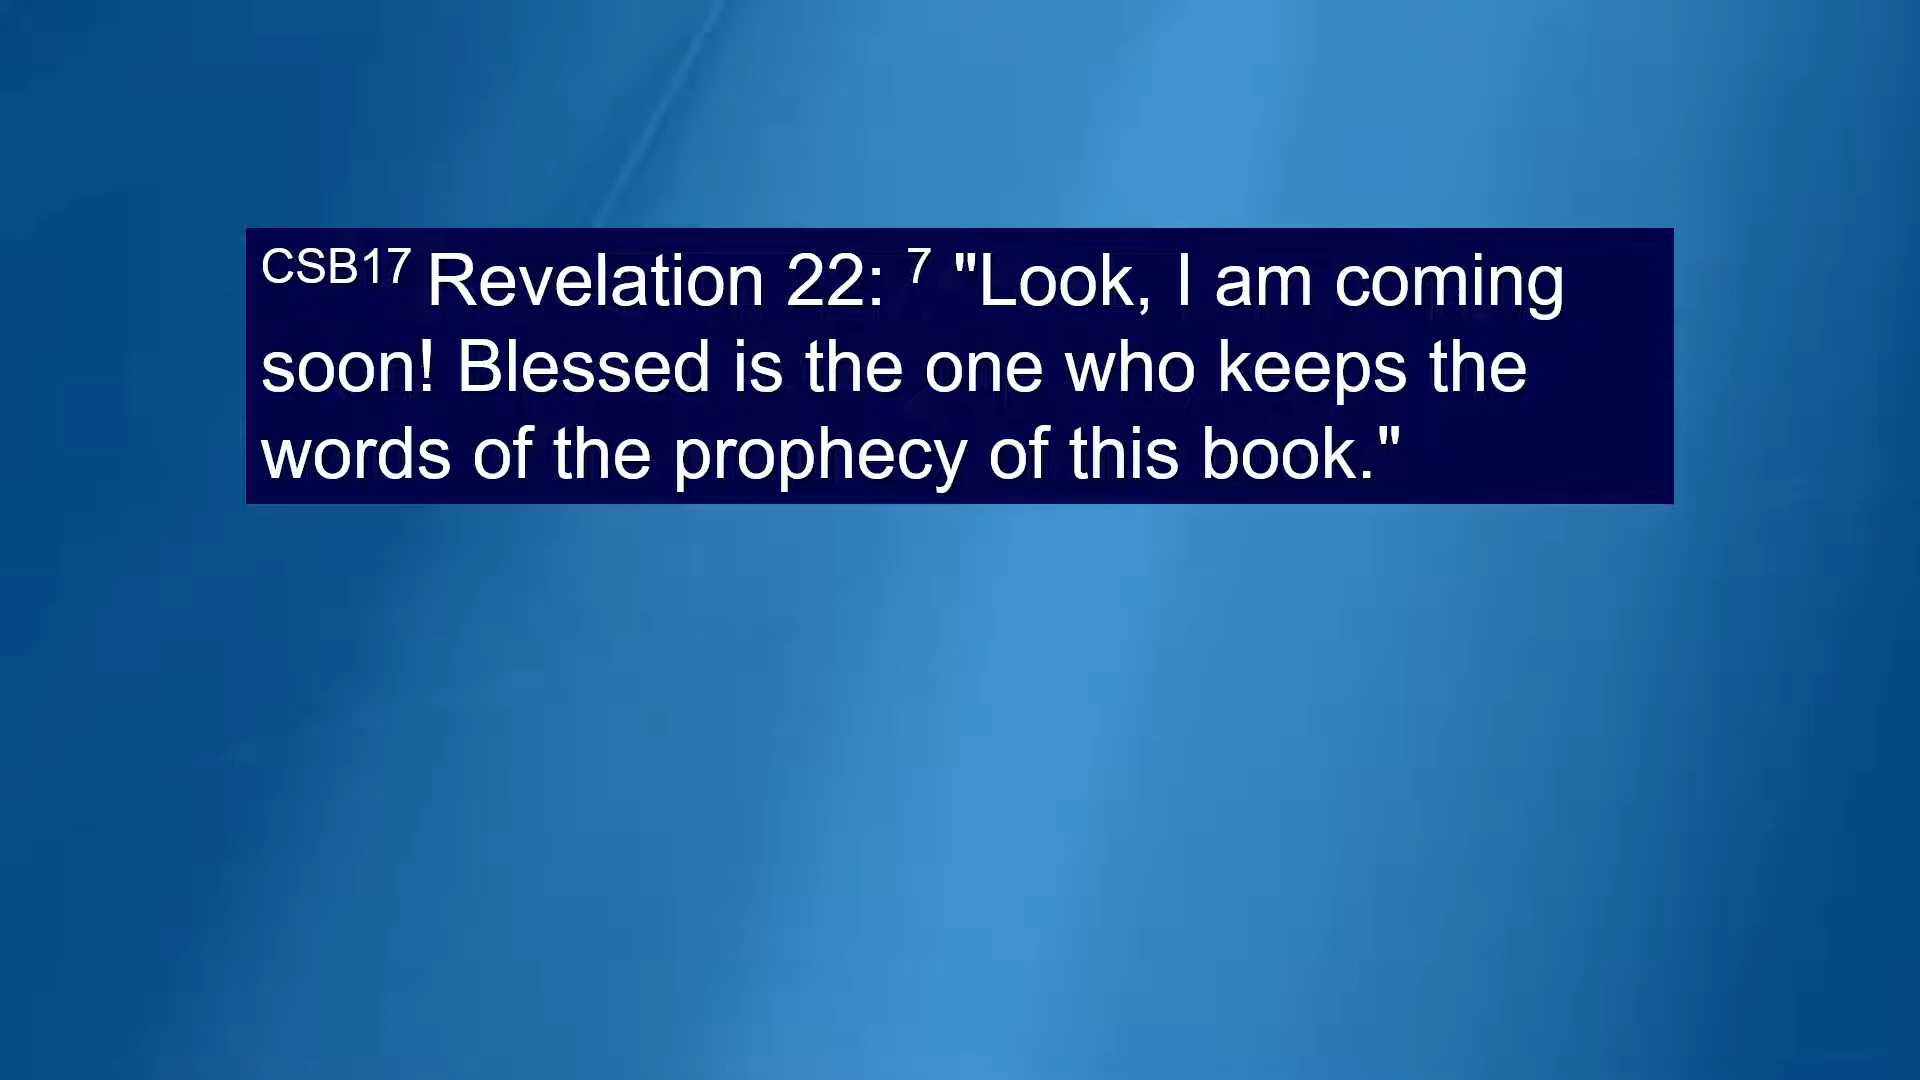 CSB17 Revelation 22: 7 "Look, I am coming
soon! Blessed is the one who keeps the
words of the prophecy of this book."